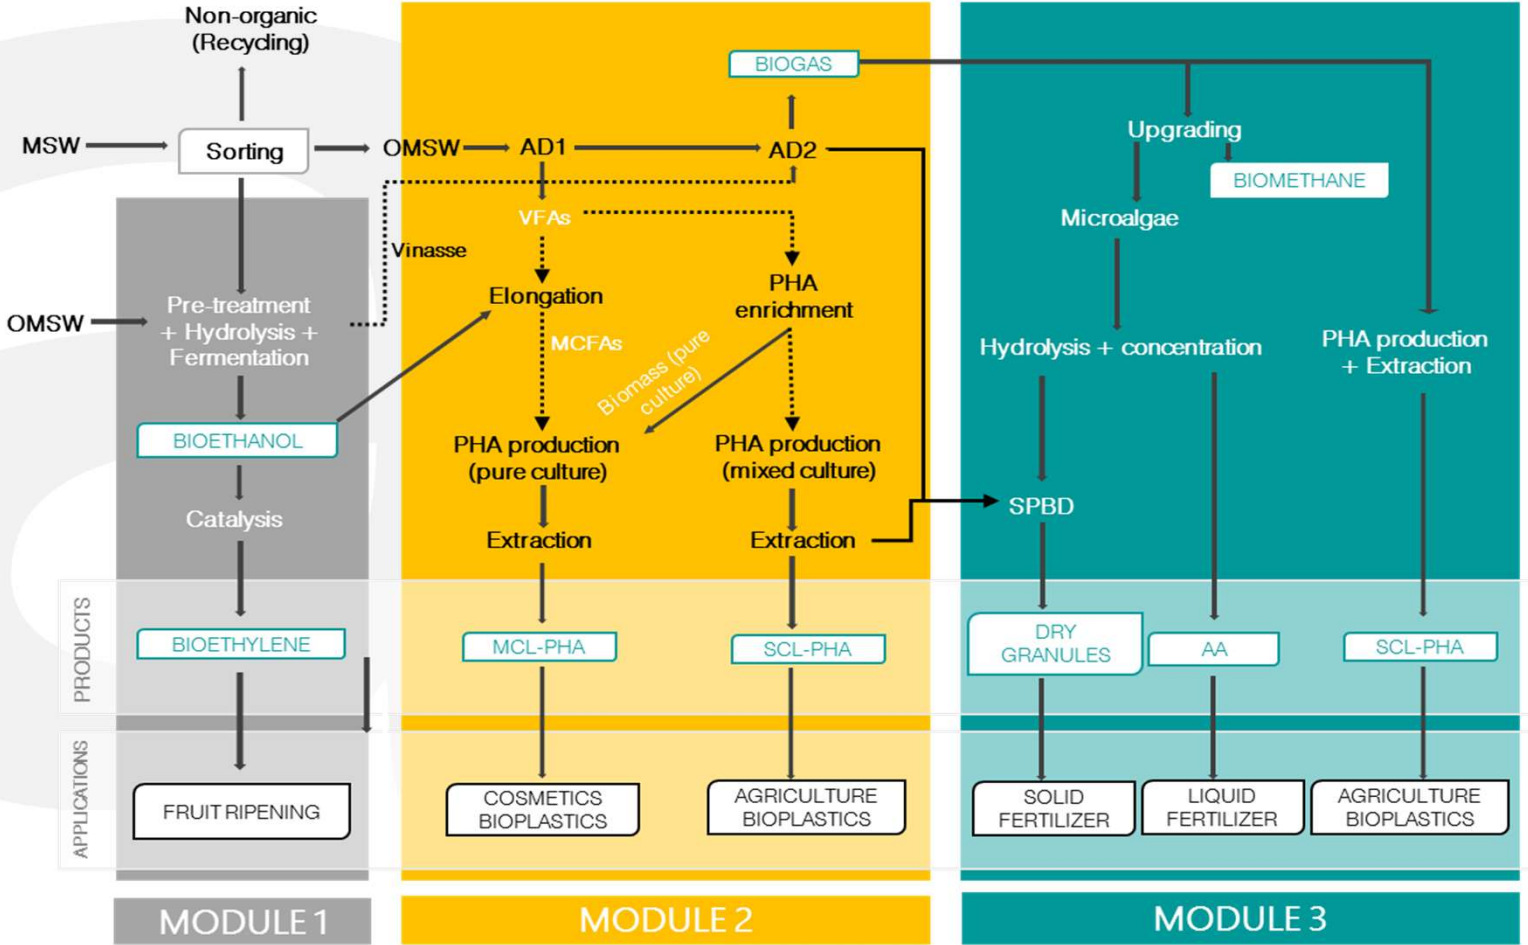 Non-organic
(Recycling)
MSW
Sorting
OMSW
AD1
AD2
BIOGAS
VFAs
Vinasse
OMSW
Pre-treatment
+ Hydrolysis +
Fermentation
Elongation
PHA
enrichment
MCFAs
Biomass (pure
culture)
BIOETHANOL
PHA production
(pure culture)
PHA production
(mixed culture)
Catalysis
Extraction
Extraction
Upgrading
BIOMETHANE
Microalgae
Hydrolysis + concentration
PHA production
+ Extraction
SPBD
PRODUCTS
BIOETHYLENE
MCL-PHA
SCL-PHA
DRY
GRANULES
AA
SCL-PHA
APPLICATIONS
FRUIT RIPENING
COSMETICS
BIOPLASTICS
AGRICULTURE
BIOPLASTICS
SOLID
FERTILIZER
LIQUID
FERTILIZER
AGRICULTURE
BIOPLASTICS
MODULE 1
MODULE 2
MODULE 3